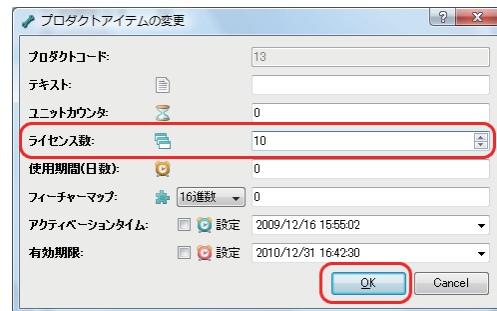 プロダクトアイテムの変更
プロダクトコード: 13
テキスト:
ユニットカウンタ: 0
ライセンス数: 10
使用期間(日数): 0
フィーチャーマップ: 16進数 0
アクティベーションタイム: 設定 2009/12/16 15:55:02
有効期限: 設定 2010/12/31 16:42:30
OK Cancel